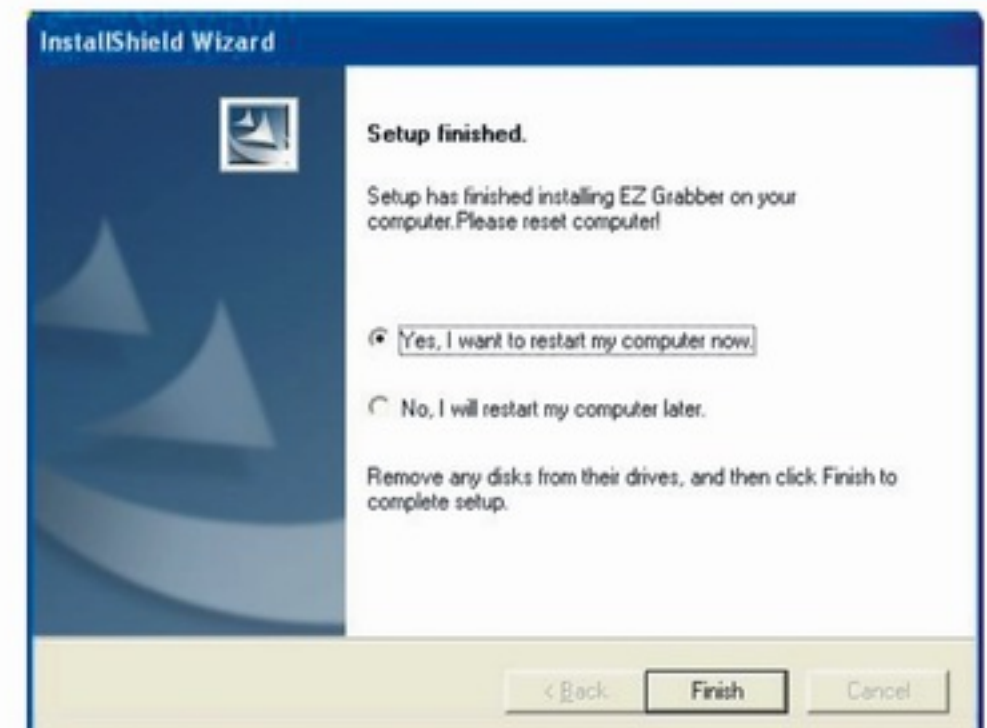 InstallShield Wizard
Setup finished.
Setup has finished installing EZ Grabber on your
computer.Please reset computer!
Yes, I want to restart my computer now.
No, I will restart my computer later.
Remove any disks from their drives, and then click Finish to
complete setup.
< Back
Finish
Cancel